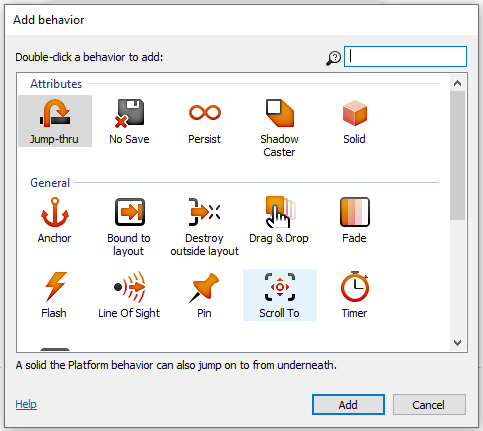 Add behavior
Double-click a behavior to add:
Attributes
Jump-thru
No Save
Persist
Shadow
Caster
Solid
General
Anchor
Bound to
layout
Destroy
outside layout
Drag & Drop
Fade
Flash
Line Of Sight
Pin
Scroll To
Timer
A solid the Platform behavior can also jump on to from underneath.
Help
Add
Cancel